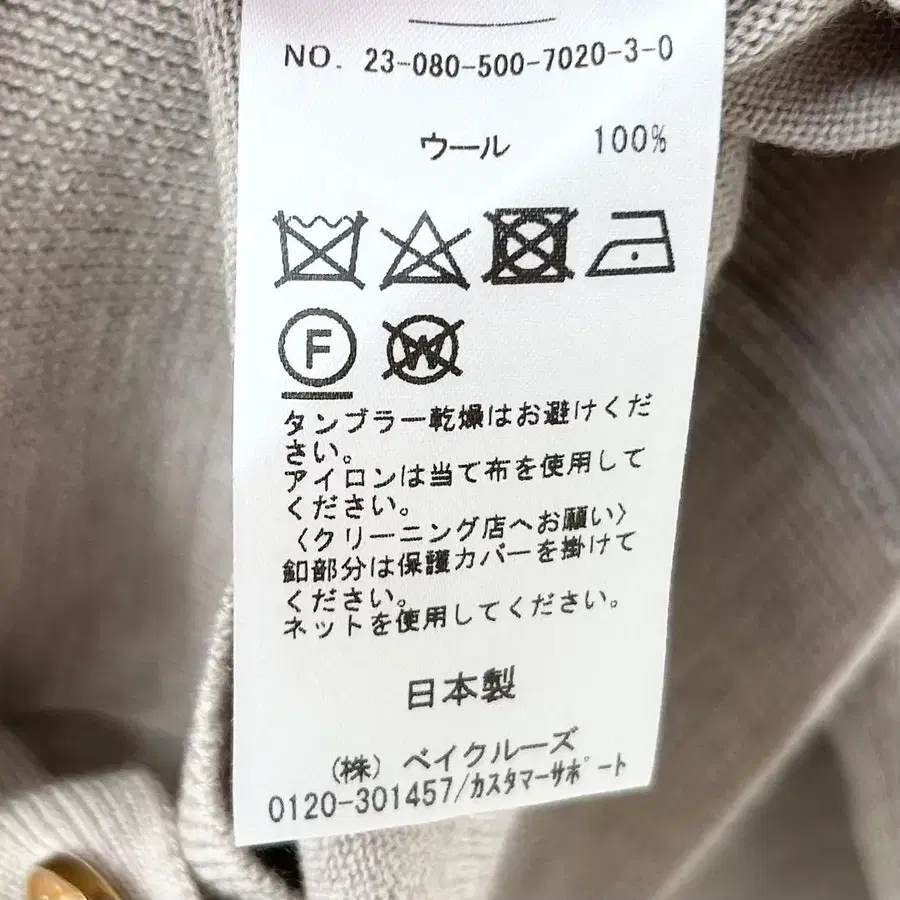 NO. 23-080-500-7020-3-0
ウール 100%
F W
タンブラー乾燥はお避けくだ
さい。
アイロンは当て布を使用して
ください。
〈クリーニング店へお願い〉
釦部分は保護カバーを掛けて
ください。
ネットを使用してください。
日本製
(株) ベイクルーズ
0120-301457/カスタマーサポート